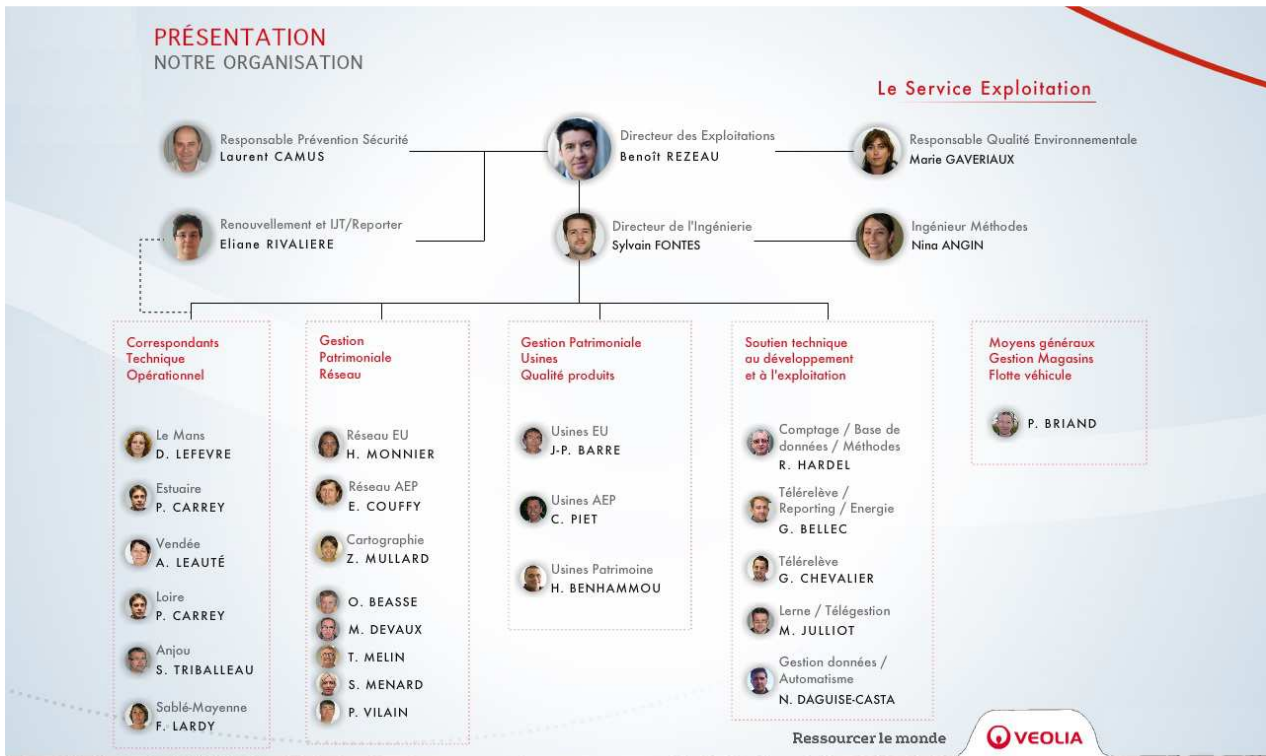 PRÉSENTATION
NOTRE ORGANISATION
Le Service Exploitation
Responsable Prévention Sécurité
Laurent CAMUS
Directeur des Exploitations
Benoît REZEAU
Responsable Qualité Environnementale
Marie GAVERIAUX
Renouvellement et IJT/Reporter
Eliane RIVALIERE
Directeur de l'Ingénierie
Sylvain FONTES
Ingénieur Méthodes
Nina ANGIN
Correspondants
Technique
Opérationnel
Le Mans
D. LEFEVRE
Estuaire
P. CARREY
Vendée
A. LEAUTÉ
Loire
P. CARREY
Anjou
S. TRIBALLEAU
Sablé-Mayenne
F. LARDY
Gestion
Patrimoniale
Réseau
Réseau EU
H. MONNIER
Réseau AEP
E. COUFFY
Cartographie
Z. MULLARD
O. BEASSE
M. DEVAUX
T. MELIN
S. MENARD
P. VILAIN
Gestion Patrimoniale
Usines
Qualité produits
Usines EU
J-P. BARRE
Usines AEP
C. PIET
Usines Patrimoine
H. BENHAMMOU
Soutien technique
au développement
et à l'exploitation
Comptage / Base de
données / Méthodes
R. HARDEL
Télérelève /
Reporting / Energie
G. BELLEC
Télérelève
G. CHEVALIER
Lerne / Télégestion
M. JULLIOT
Gestion données /
Automatisme
N. DAGUISE-CASTA
Moyens généraux
Gestion Magasins
Flotte véhicule
P. BRIAND
Ressourcer le monde
VEOLIA